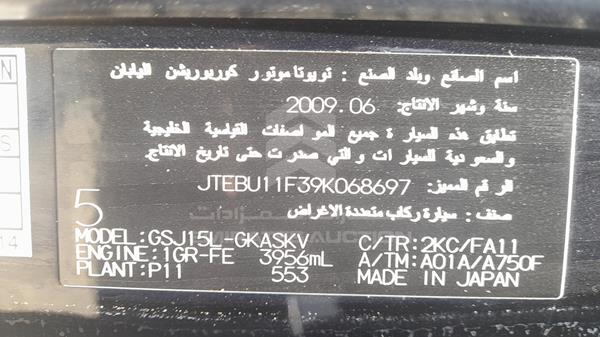 اسم الصانع وبلد الصنع : تويوتا موتور كوربوريشن اليابان
سنة وشهر الانتاج: 2009.06
تطابق هذه السيارة جميع المواصفات القياسية الخليجية
والسعودية للسيارات والتي صدرت حتى تاريخ الانتاج.
الرقم المميز: JTEBU11F39K068697
صنف: سيارة ركاب متعددة الاغراض
5
MODEL:GSJ15L-GKASKV C/TR:2KC/FA11
ENGINE:1GR-FE 3956mL A/TM:A01A/A750F
PLANT:P11 553 MADE IN JAPAN
N
S
14